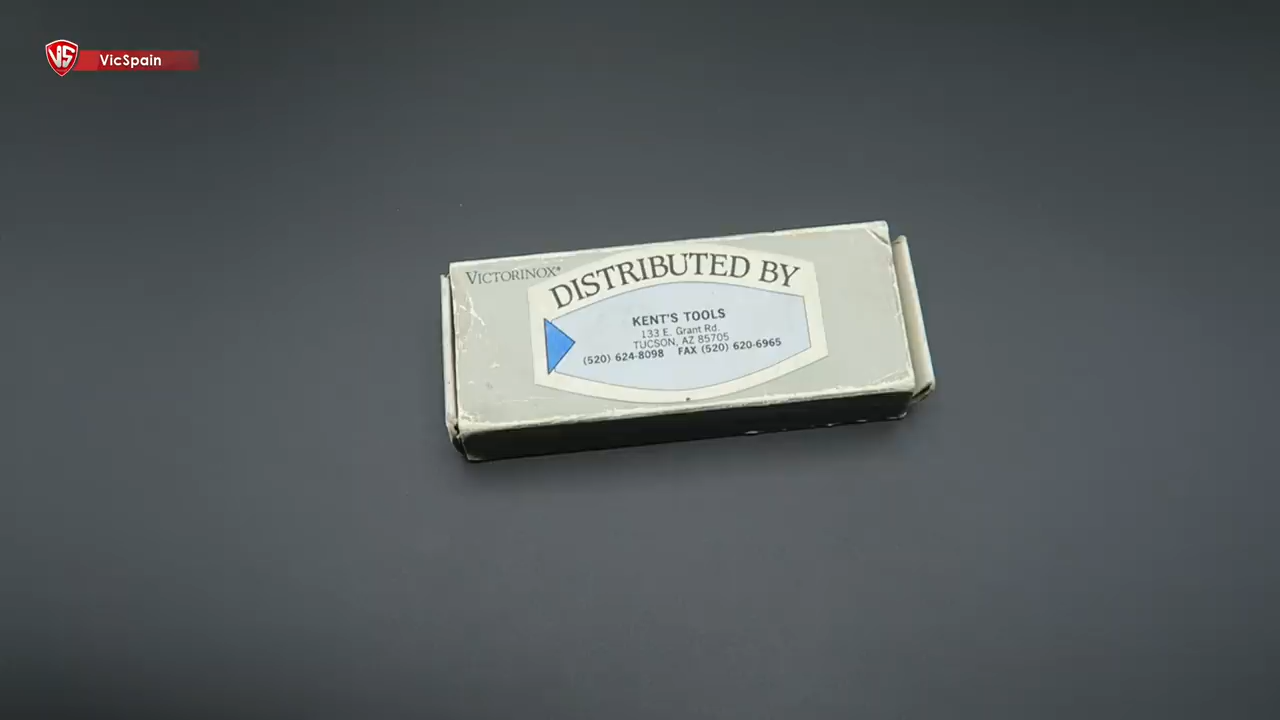 VS VicSpain
VICTORINOX®
DISTRIBUTED BY
KENT'S TOOLS
133 E. Grant Rd.
TUCSON, AZ 85705
(520) 624-8098 FAX (520) 620-6965